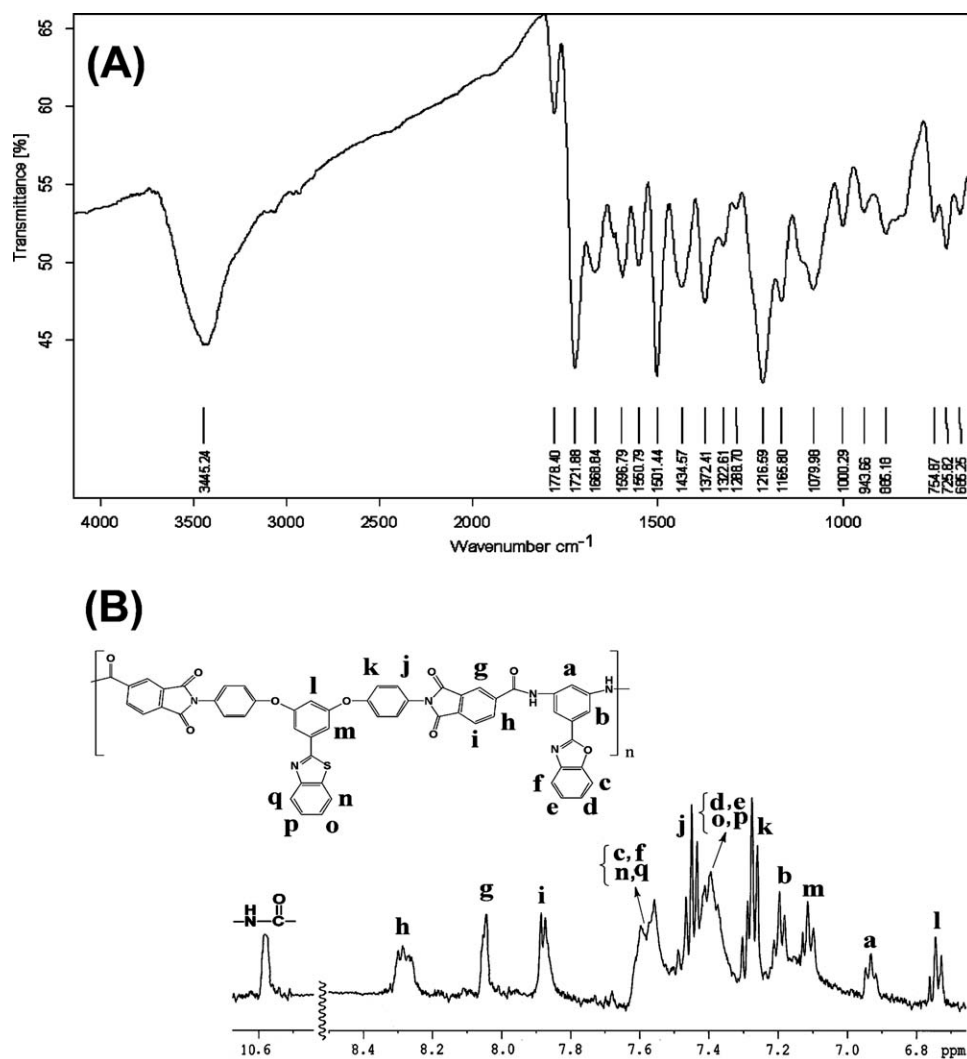 (A)
65
60
55
50
45
Transmittance [%]
3445.24
1778.40
1721.88
1668.84
1596.79
1550.79
1501.44
1434.57
1372.41
1322.61
1288.70
1216.59
1165.80
1079.98
1000.29
943.66
885.18
754.87
725.82
685.25
4000 3500 3000 2500 2000 1500 1000
Wavenumber cm-1
(B)
O
O O k j O g O a
N l O O N N H HN
O m O i h b
n
N S N O
q n f c
p o e d
H O
N C
h g i { c, f n, q j { d, e o, p k b m a l
10.6 8.4 8.2 8.0 7.8 7.6 7.4 7.2 7.0 6.8 ppm